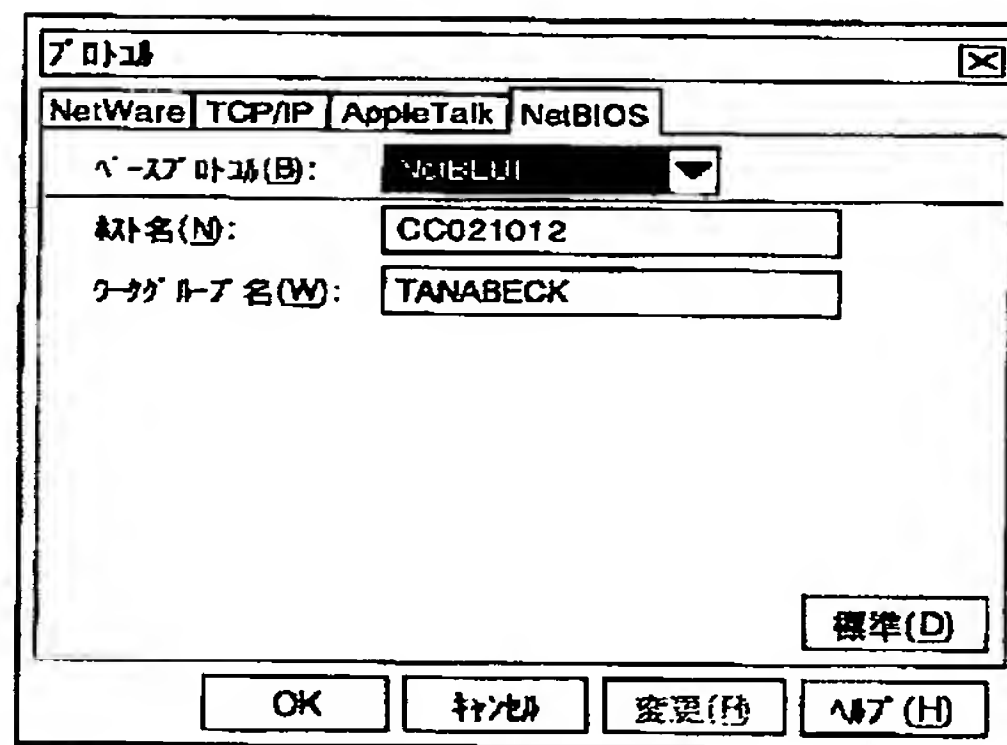 プロトコル
NetWare TCP/IP AppleTalk NetBIOS
ベースプロトコル(B): NetBEUI
ホスト名(N): CC021012
ワークグループ名(W): TANABECK
標準(D)
OK キャンセル 変更(R) ヘルプ(H)